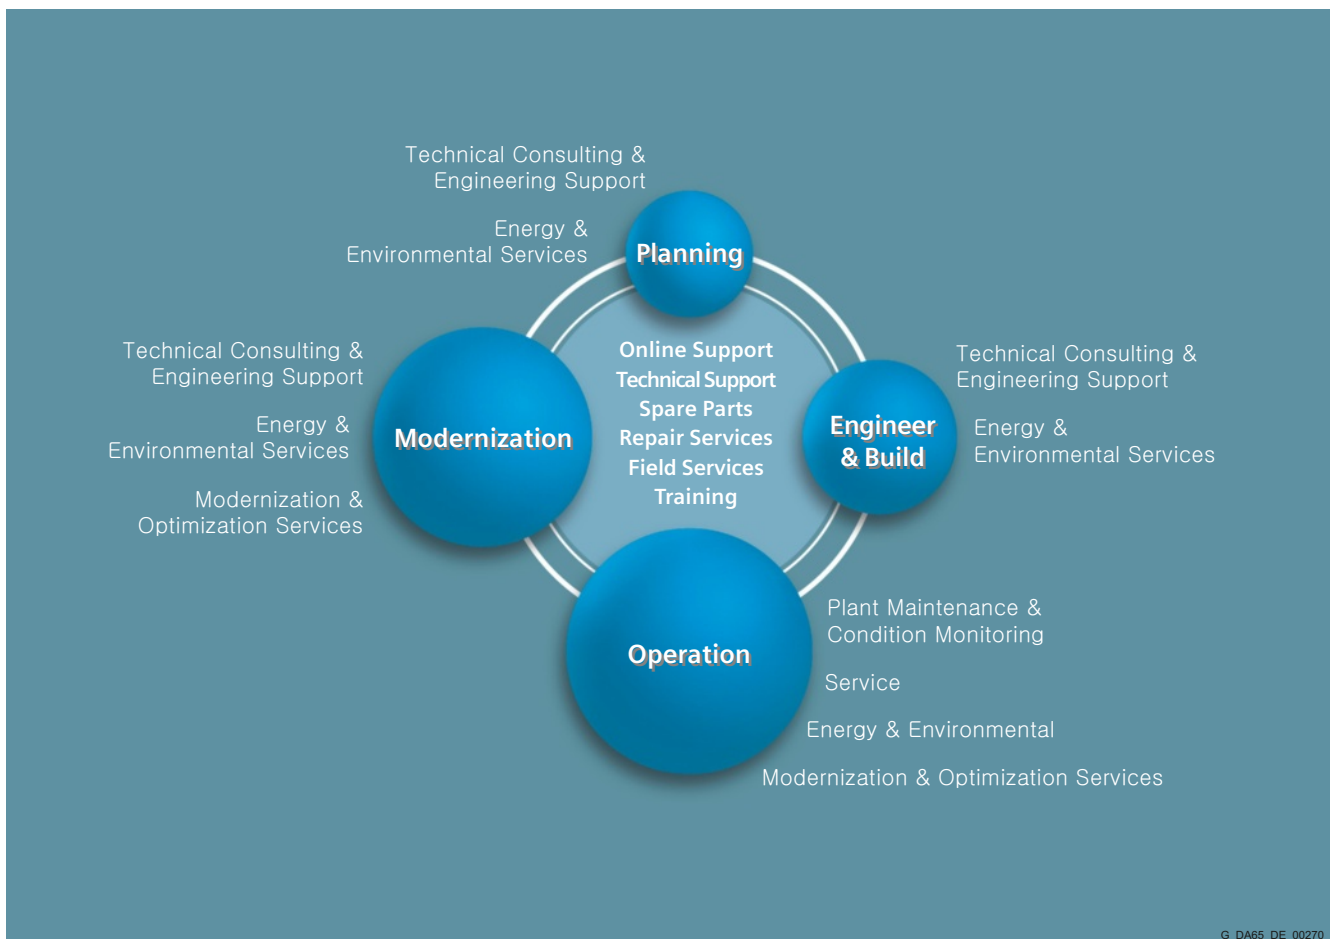 Technical Consulting &
Engineering Support
Energy &
Environmental Services
Planning
Technical Consulting &
Engineering Support
Energy &
Environmental Services
Modernization &
Optimization Services
Modernization
Online Support
Technical Support
Spare Parts
Repair Services
Field Services
Training
Engineer
& Build
Technical Consulting &
Engineering Support
Energy &
Environmental Services
Operation
Plant Maintenance &
Condition Monitoring
Service
Energy & Environmental
Modernization & Optimization Services
G_DA65_DE_00270